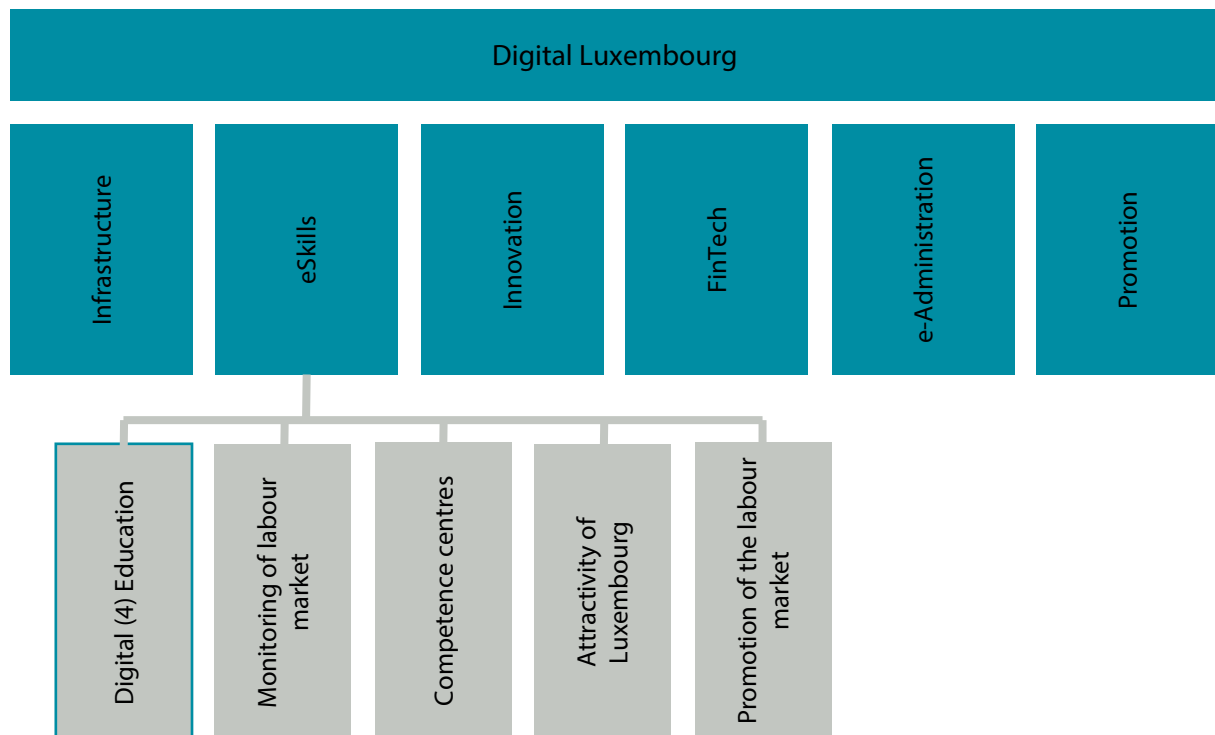 Digital Luxembourg
Infrastructure
eSkills
Innovation
FinTech
e-Administration
Promotion
Digital (4) Education
Monitoring of labour
market
Competence centres
Attractivity of
Luxembourg
Promotion of the labour
market